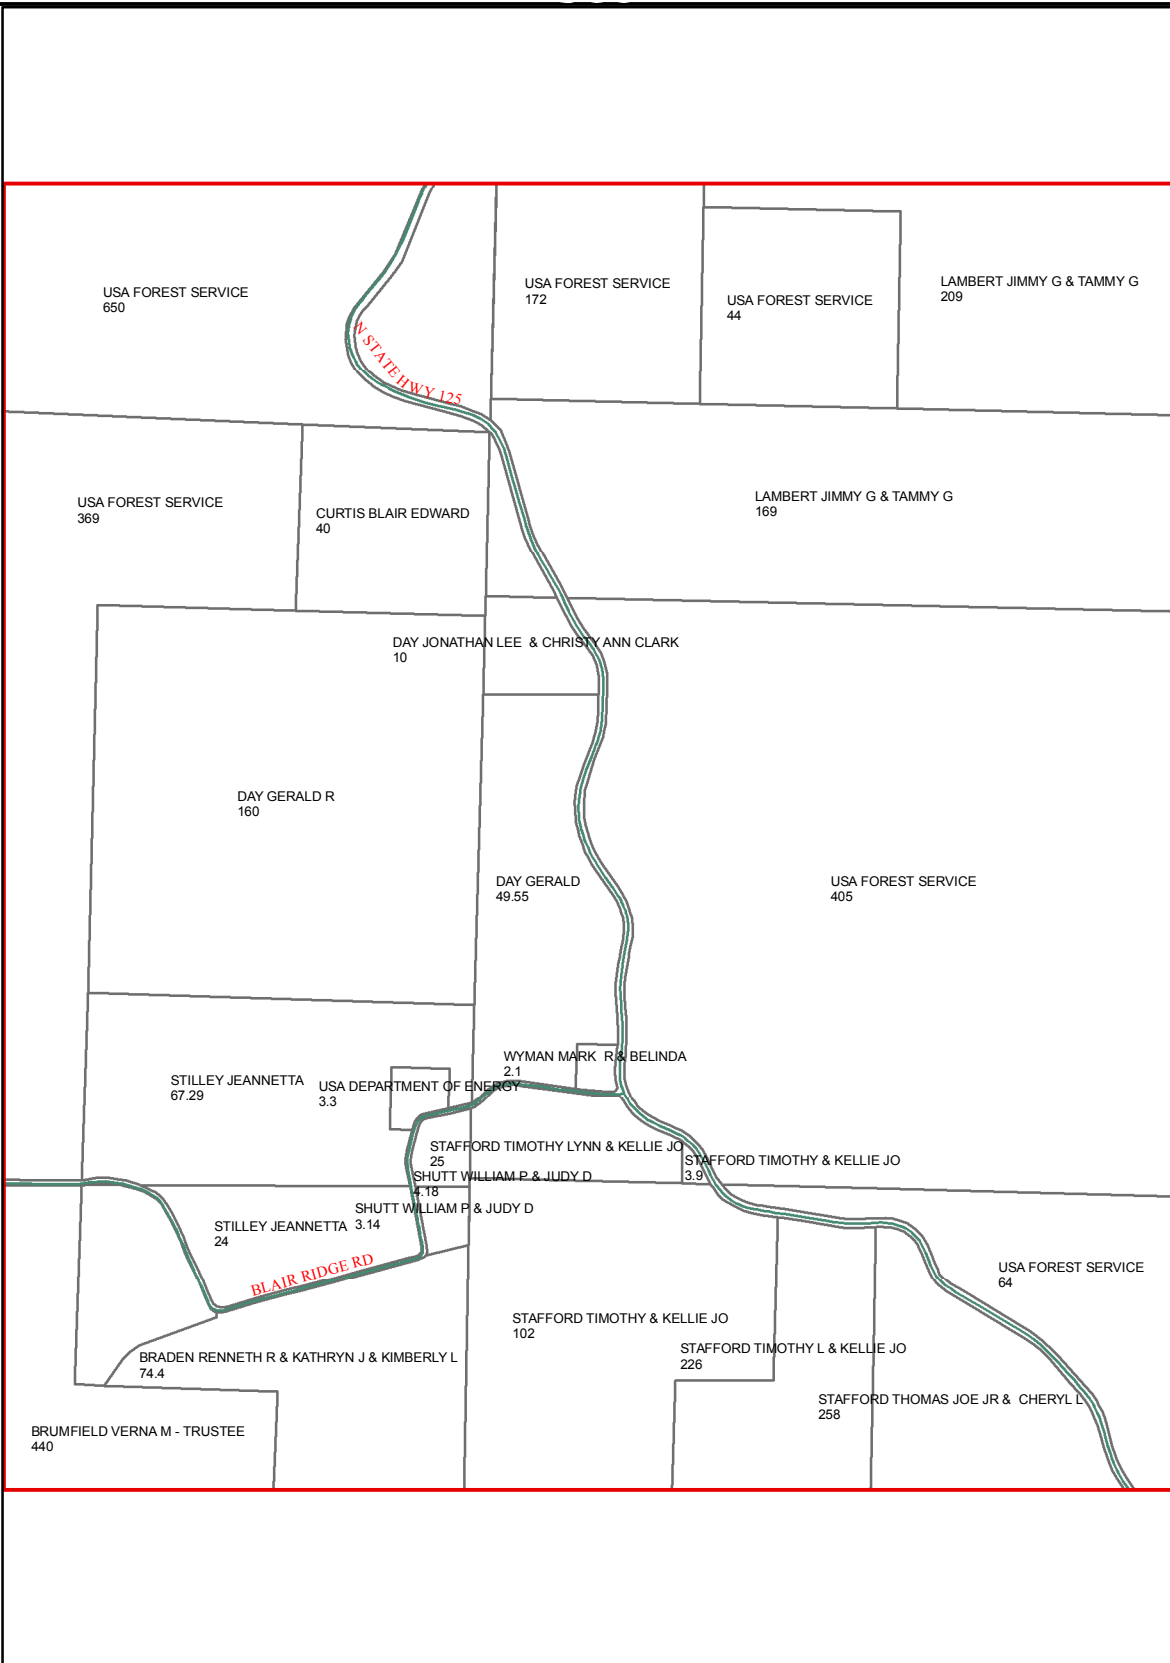 USA FOREST SERVICE
650
USA FOREST SERVICE
172
USA FOREST SERVICE
44
LAMBERT JIMMY G & TAMMY G
209
N STATE HWY 125
USA FOREST SERVICE
369
CURTIS BLAIR EDWARD
40
LAMBERT JIMMY G & TAMMY G
169
DAY JONATHAN LEE & CHRISTY ANN CLARK
10
DAY GERALD R
160
DAY GERALD
49.55
USA FOREST SERVICE
405
WYMAN MARK R & BELINDA
2.1
STILLEY JEANNETTA
67.29
USA DEPARTMENT OF ENERGY
3.3
STAFFORD TIMOTHY LYNN & KELLIE JO
25
STAFFORD TIMOTHY & KELLIE JO
3.9
SHUTT WILLIAM P & JUDY D
4.18
SHUTT WILLIAM P & JUDY D
3.14
STILLEY JEANNETTA
24
BLAIR RIDGE RD
USA FOREST SERVICE
64
STAFFORD TIMOTHY & KELLIE JO
102
STAFFORD TIMOTHY L & KELLIE JO
226
BRADEN RENNETH R & KATHRYN J & KIMBERLY L
74.4
STAFFORD THOMAS JOE JR & CHERYL L
258
BRUMFIELD VERNA M - TRUSTEE
440